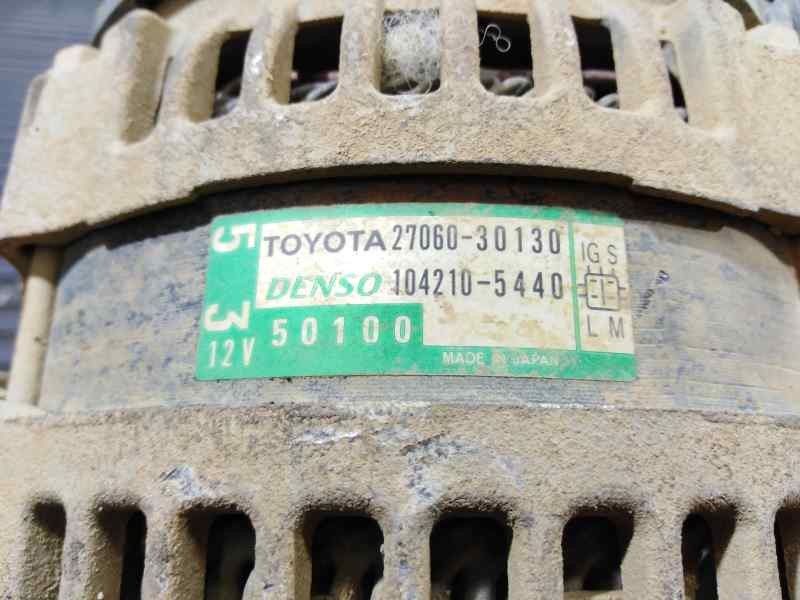 5 3
TOYOTA 27060-30130
DENSO 104210-5440
12V 50100
IG S
L M
MADE IN JAPAN